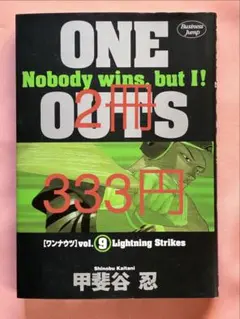 Business
Jump
ONE
Nobody wins, but I!
OUTS
2冊
333円
[ワンナウツ] vol. 9 Lightning Strikes
Shinobu Kaitani
甲斐谷 忍